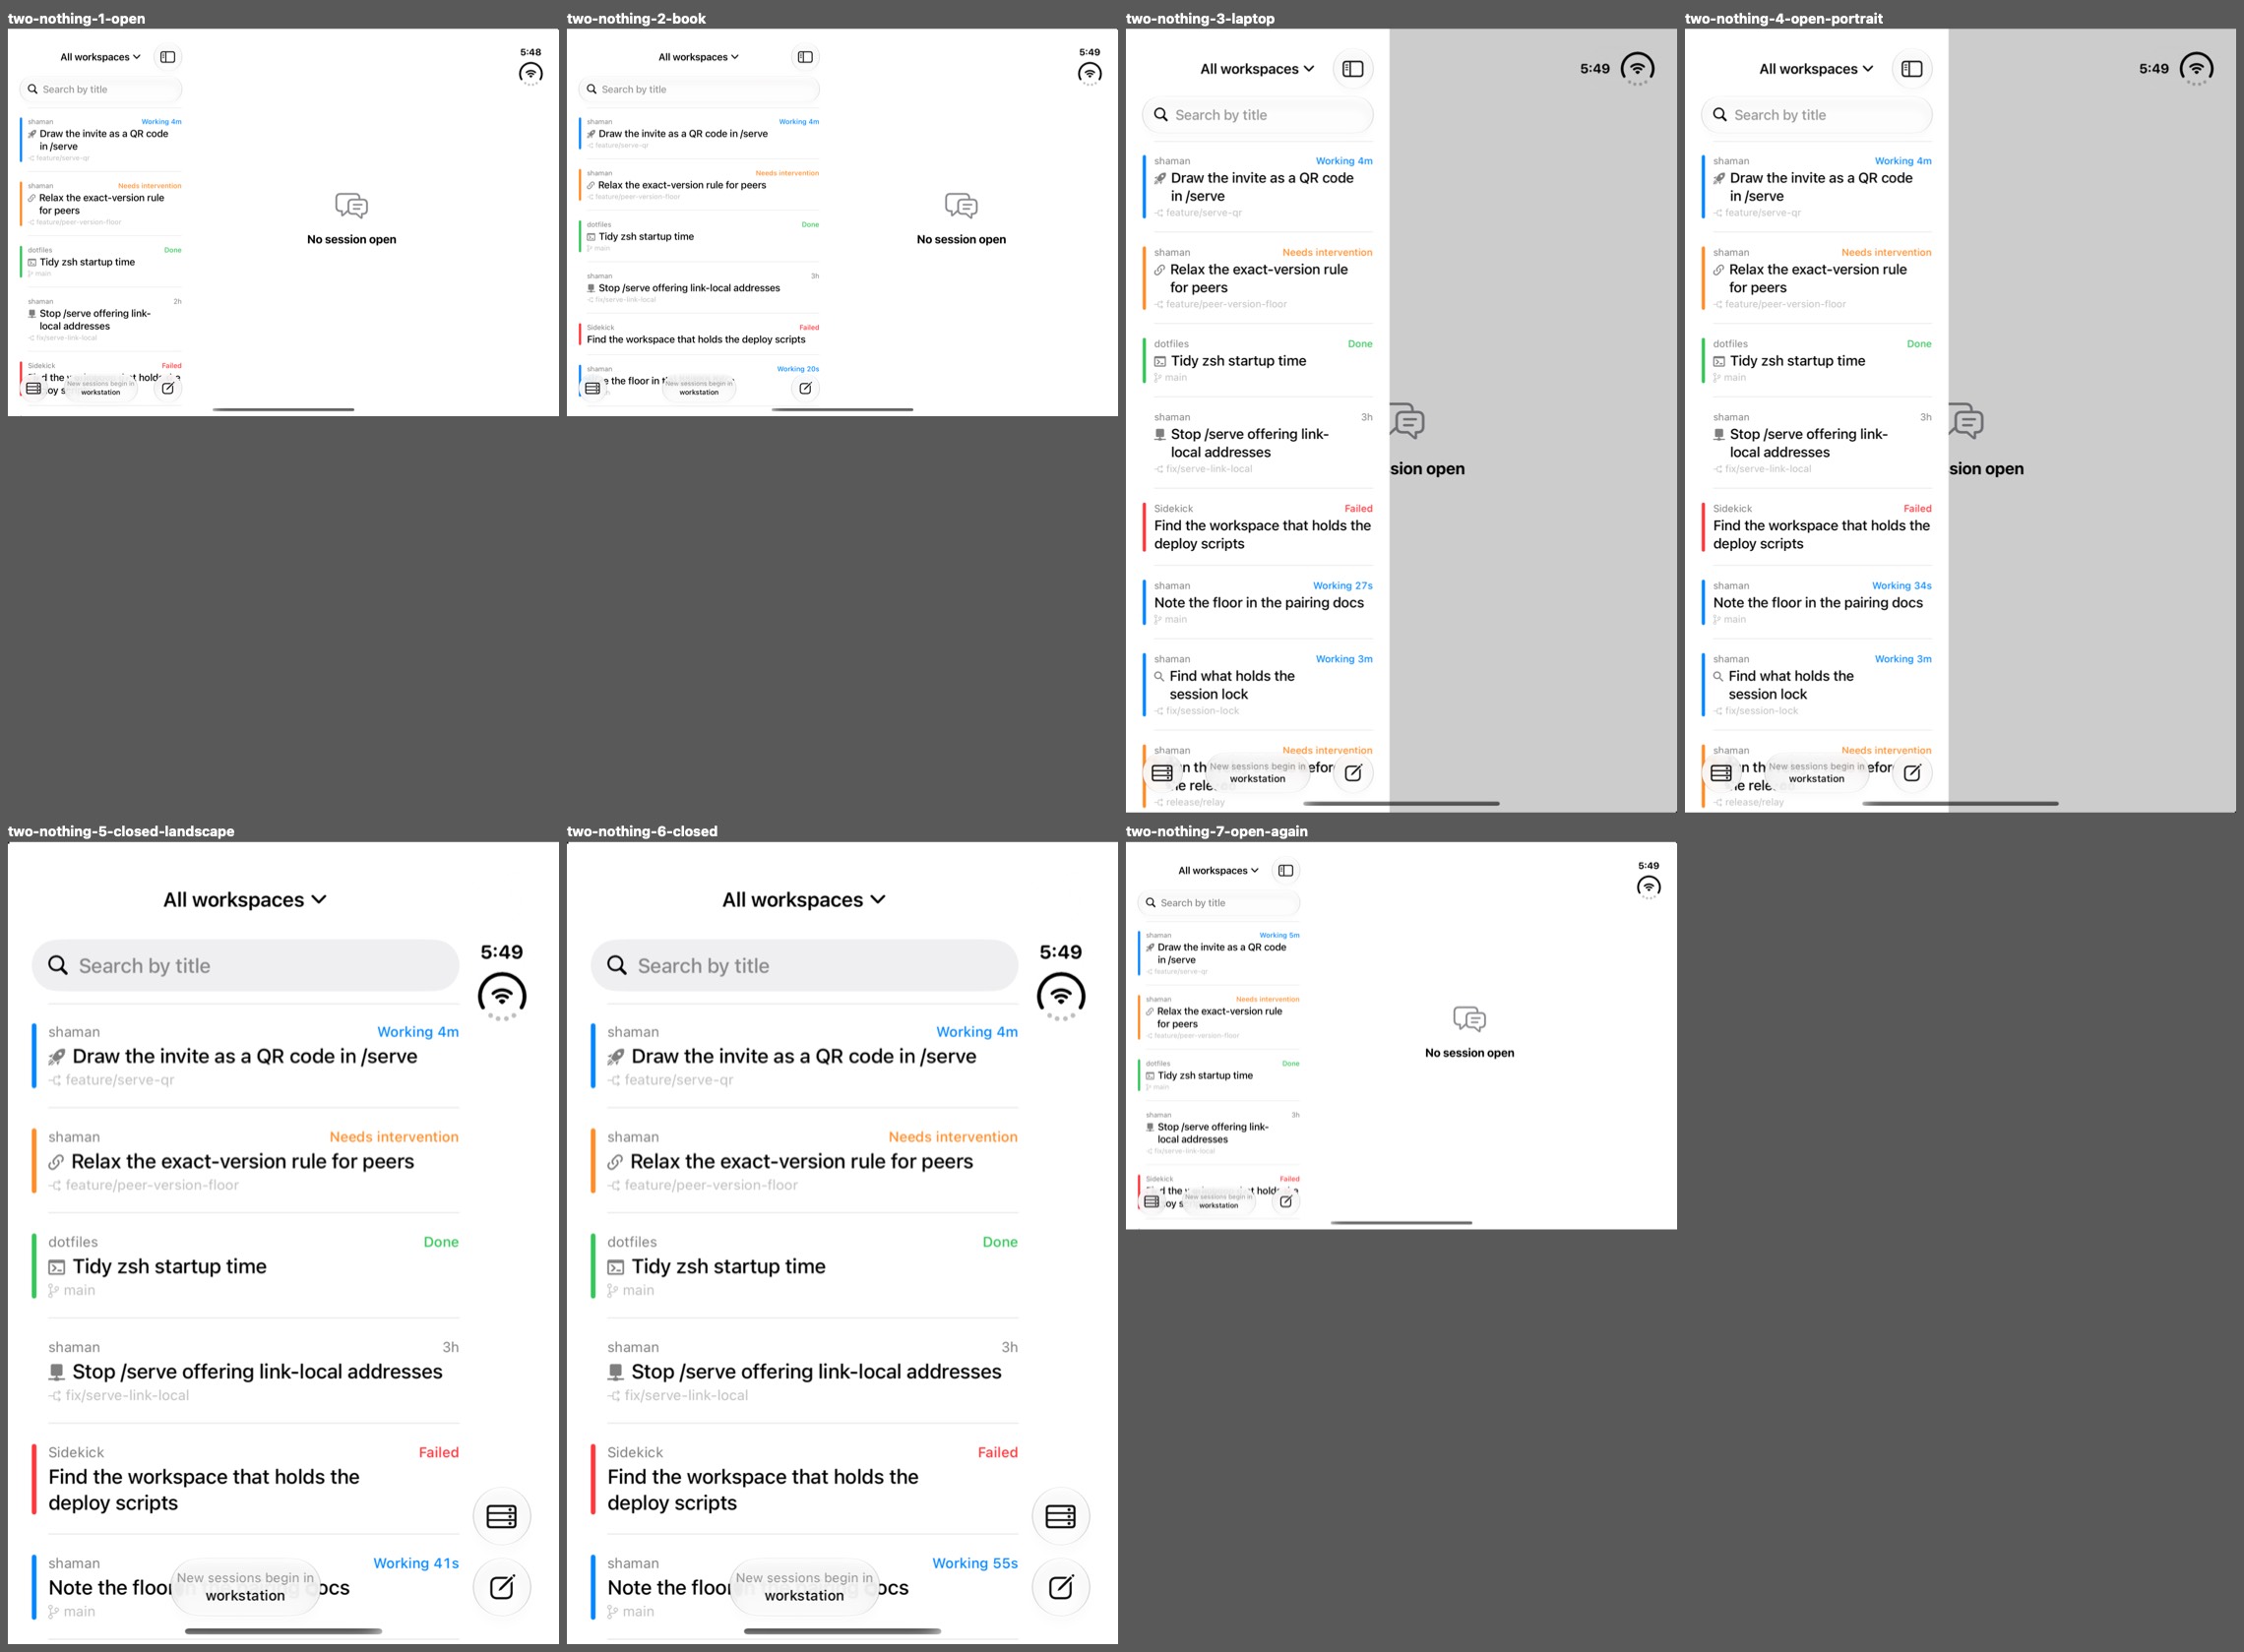 two-nothing-1-open
All workspaces
5:48
Search by title
shaman
Working 4m
Draw the invite as a QR code
in /serve
feature/serve-qr
shaman
Needs intervention
Relax the exact-version rule
for peers
feature/peer-version-floor
dotfiles
Done
Tidy zsh startup time
main
No session open
shaman
2h
Stop /serve offering link-
local addresses
fix/serve-link-local
Sidekick
Failed
New sessions begin in
workstation
two-nothing-2-book
All workspaces
5:49
Search by title
shaman
Working 4m
Draw the invite as a QR code in /serve
feature/serve-qr
shaman
Needs intervention
Relax the exact-version rule for peers
feature/peer-version-floor
dotfiles
Done
Tidy zsh startup time
main
No session open
shaman
3h
Stop /serve offering link-local addresses
fix/serve-link-local
Sidekick
Failed
Find the workspace that holds the deploy scripts
shaman
Working 20s
the floor in
New sessions begin in
workstation
two-nothing-3-laptop
All workspaces
5:49
Search by title
shaman
Working 4m
Draw the invite as a QR code
in /serve
feature/serve-qr
shaman
Needs intervention
Relax the exact-version rule
for peers
feature/peer-version-floor
dotfiles
Done
Tidy zsh startup time
main
shaman
3h
Stop /serve offering link-
local addresses
fix/serve-link-local
sion open
Sidekick
Failed
Find the workspace that holds the
deploy scripts
shaman
Working 27s
Note the floor in the pairing docs
main
shaman
Working 3m
Find what holds the
session lock
fix/session-lock
shaman
Needs intervention
New sessions begin in
workstation
release/relay
two-nothing-4-open-portrait
All workspaces
5:49
Search by title
shaman
Working 4m
Draw the invite as a QR code
in /serve
feature/serve-qr
shaman
Needs intervention
Relax the exact-version rule
for peers
feature/peer-version-floor
dotfiles
Done
Tidy zsh startup time
main
shaman
3h
Stop /serve offering link-
local addresses
fix/serve-link-local
sion open
Sidekick
Failed
Find the workspace that holds the
deploy scripts
shaman
Working 34s
Note the floor in the pairing docs
main
shaman
Working 3m
Find what holds the
session lock
fix/session-lock
shaman
Needs intervention
New sessions begin in
workstation
release/relay
two-nothing-5-closed-landscape
All workspaces
5:49
Search by title
shaman
Working 4m
Draw the invite as a QR code in /serve
feature/serve-qr
shaman
Needs intervention
Relax the exact-version rule for peers
feature/peer-version-floor
dotfiles
Done
Tidy zsh startup time
main
shaman
3h
Stop /serve offering link-local addresses
fix/serve-link-local
Sidekick
Failed
Find the workspace that holds the
deploy scripts
shaman
Working 41s
Note the floor
New sessions begin in
workstation
main
two-nothing-6-closed
All workspaces
5:49
Search by title
shaman
Working 4m
Draw the invite as a QR code in /serve
feature/serve-qr
shaman
Needs intervention
Relax the exact-version rule for peers
feature/peer-version-floor
dotfiles
Done
Tidy zsh startup time
main
shaman
3h
Stop /serve offering link-local addresses
fix/serve-link-local
Sidekick
Failed
Find the workspace that holds the
deploy scripts
shaman
Working 55s
Note the floor
New sessions begin in
workstation
main
two-nothing-7-open-again
All workspaces
5:49
Search by title
shaman
Working 5m
Draw the invite as a QR code
in /serve
feature/serve-qr
shaman
Needs intervention
Relax the exact-version rule
for peers
feature/peer-version-floor
dotfiles
Done
Tidy zsh startup time
main
No session open
shaman
3h
Stop /serve offering link-
local addresses
fix/serve-link-local
Sidekick
Failed
New sessions begin in
workstation